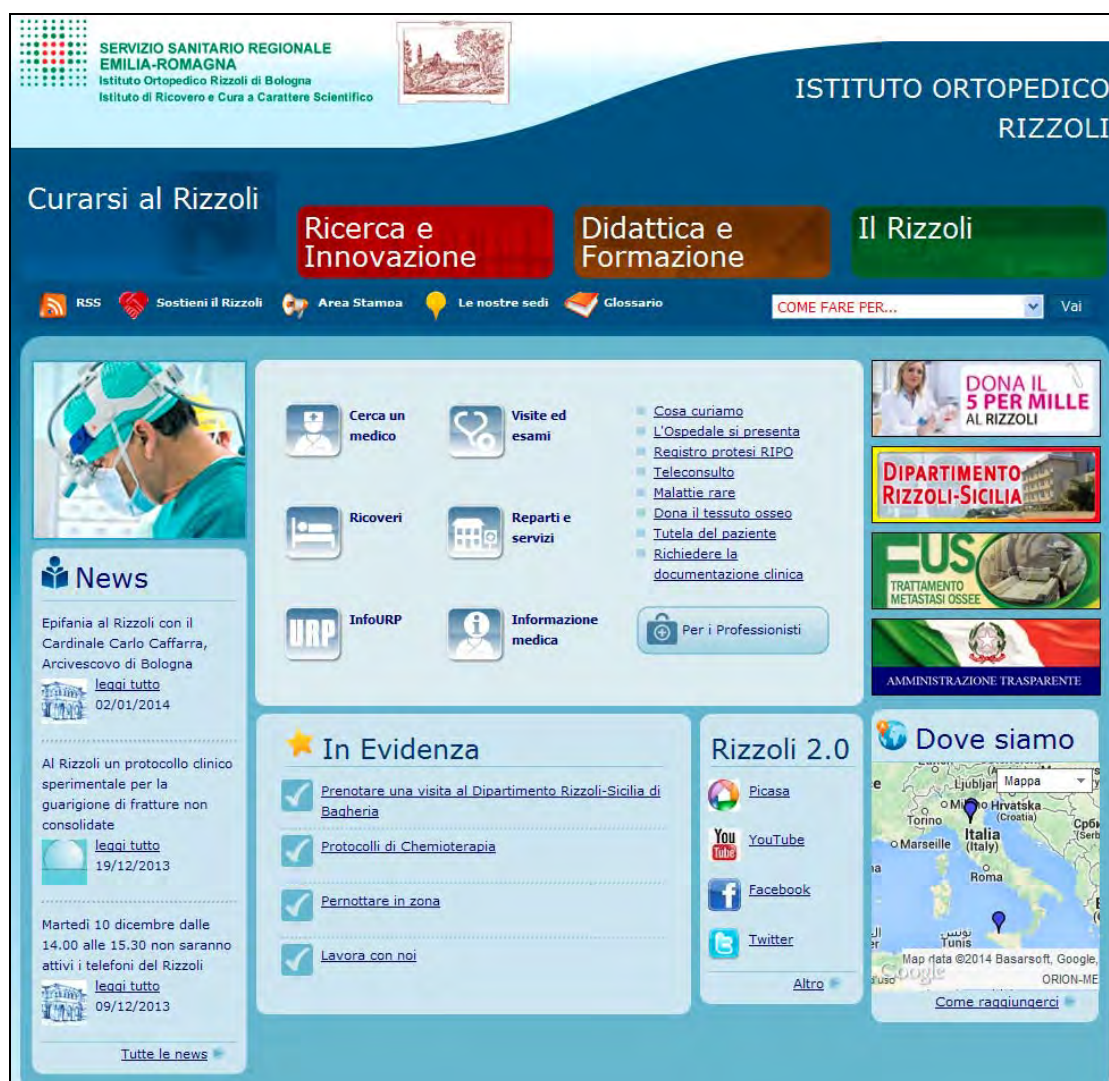 SERVIZIO SANITARIO REGIONALE
EMILIA-ROMAGNA
Istituto Ortopedico Rizzoli di Bologna
Istituto di Ricovero e Cura a Carattere Scientifico
ISTITUTO ORTOPEDICO
RIZZOLI
Curarsi al Rizzoli
Ricerca e
Innovazione
Didattica e
Formazione
Il Rizzoli
RSS
Sostieni il Rizzoli
Area Stampa
Le nostre sedi
Glossario
COME FARE PER...
Vai
News
Epifania al Rizzoli con il
Cardinale Carlo Caffarra,
Arcivescovo di Bologna
leggi tutto
02/01/2014
Al Rizzoli un protocollo clinico
sperimentale per la
guarigione di fratture non
consolidate
leggi tutto
19/12/2013
Martedì 10 dicembre dalle
14.00 alle 15.30 non saranno
attivi i telefoni del Rizzoli
leggi tutto
09/12/2013
Tutte le news
Cerca un
medico
Visite ed
esami
Ricoveri
Reparti e
servizi
URP
InfoURP
Informazione
medica
Cosa curiamo
L'Ospedale si presenta
Registro protesi RIPO
Teleconsulto
Malattie rare
Dona il tessuto osseo
Tutela del paziente
Richiedere la
documentazione clinica
Per i Professionisti
In Evidenza
Prenotare una visita al Dipartimento Rizzoli-Sicilia di
Bagheria
Protocolli di Chemioterapia
Pernottare in zona
Lavora con noi
Rizzoli 2.0
Picasa
You
Tube
YouTube
Facebook
Twitter
Altro
DONA IL
5 PER MILLE
AL RIZZOLI
DIPARTIMENTO
RIZZOLI-SICILIA
FUS
TRATTAMENTO
METASTASI OSSEE
AMMINISTRAZIONE TRASPARENTE
Dove siamo
Mappa
Hrvatska
(Croatia)
Torino
Italia
(Italy)
Marseille
Roma
تونس
Tunis
Map data ©2014 Basarsoft, Google,
Google
ORION-ME
Come raggiungerci